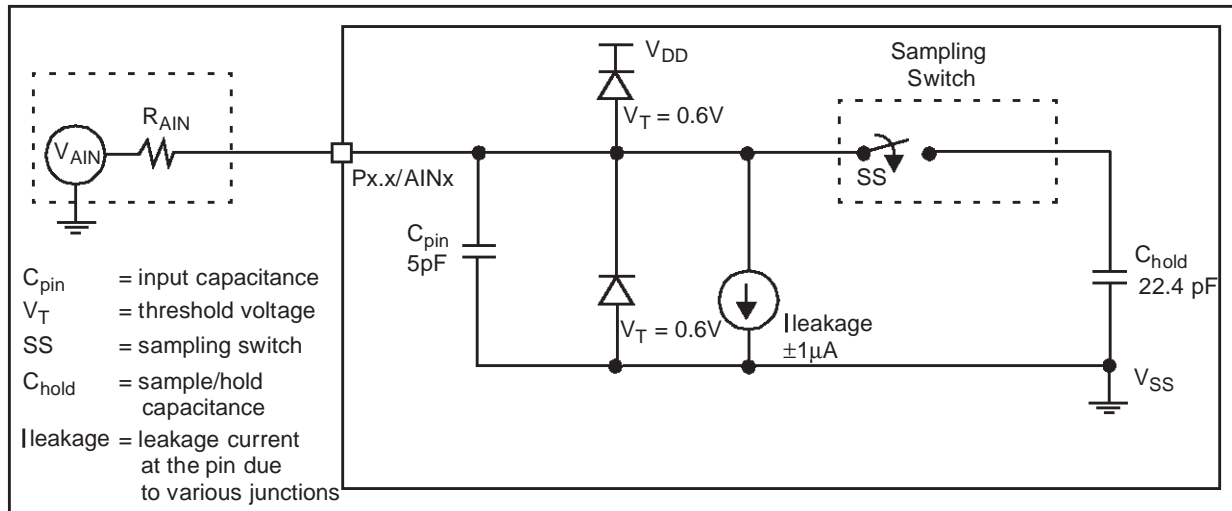 V_DD
Sampling
Switch
R_AIN
V_T = 0.6V
V_AIN
Px.x/AINx
SS
C_pin
5pF
C_hold
22.4 pF
V_T = 0.6V
I leakage
±1μA
V_SS
C_pin = input capacitance
V_T = threshold voltage
SS = sampling switch
C_hold = sample/hold
capacitance
I leakage = leakage current
at the pin due
to various junctions